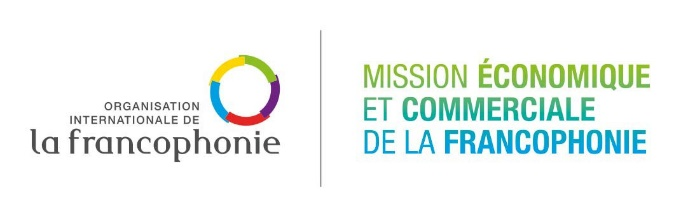 ORGANISATION
INTERNATIONALE DE
la francophonie
MISSION ÉCONOMIQUE
ET COMMERCIALE
DE LA FRANCOPHONIE